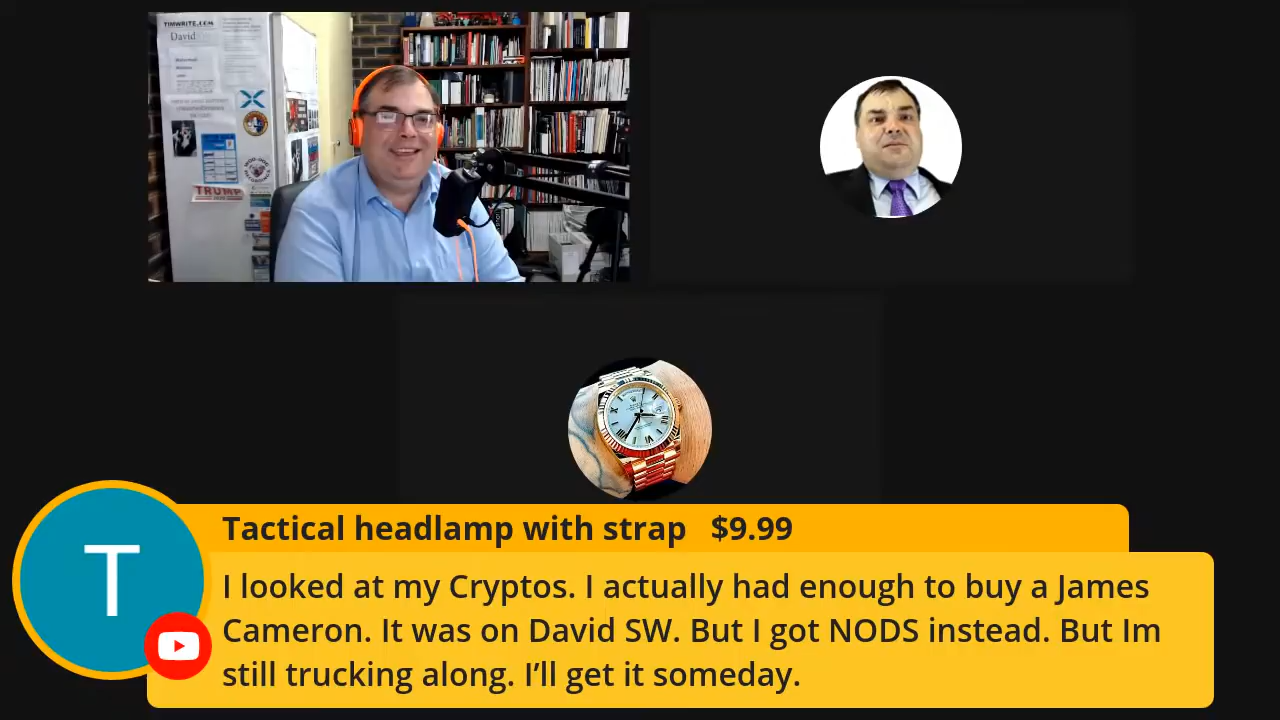 TIMWRITE.COM
David
TRUMP
Tactical headlamp with strap $9.99
T
I looked at my Cryptos. I actually had enough to buy a James
Cameron. It was on David SW. But I got NODS instead. But Im
still trucking along. I’ll get it someday.